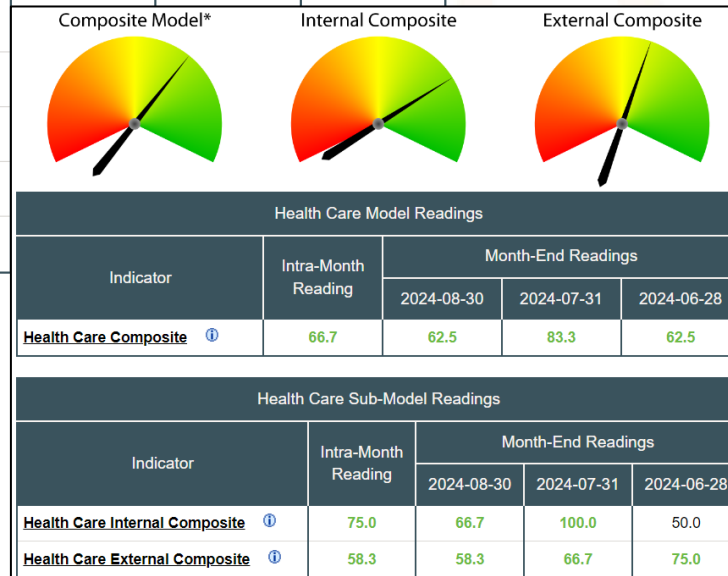 Composite Model* Internal Composite External Composite
Health Care Model Readings
Indicator Intra-Month Reading Month-End Readings
2024-08-30 2024-07-31 2024-06-28
Health Care Composite 66.7 62.5 83.3 62.5
Health Care Sub-Model Readings
Indicator Intra-Month Reading Month-End Readings
2024-08-30 2024-07-31 2024-06-28
Health Care Internal Composite 75.0 66.7 100.0 50.0
Health Care External Composite 58.3 58.3 66.7 75.0